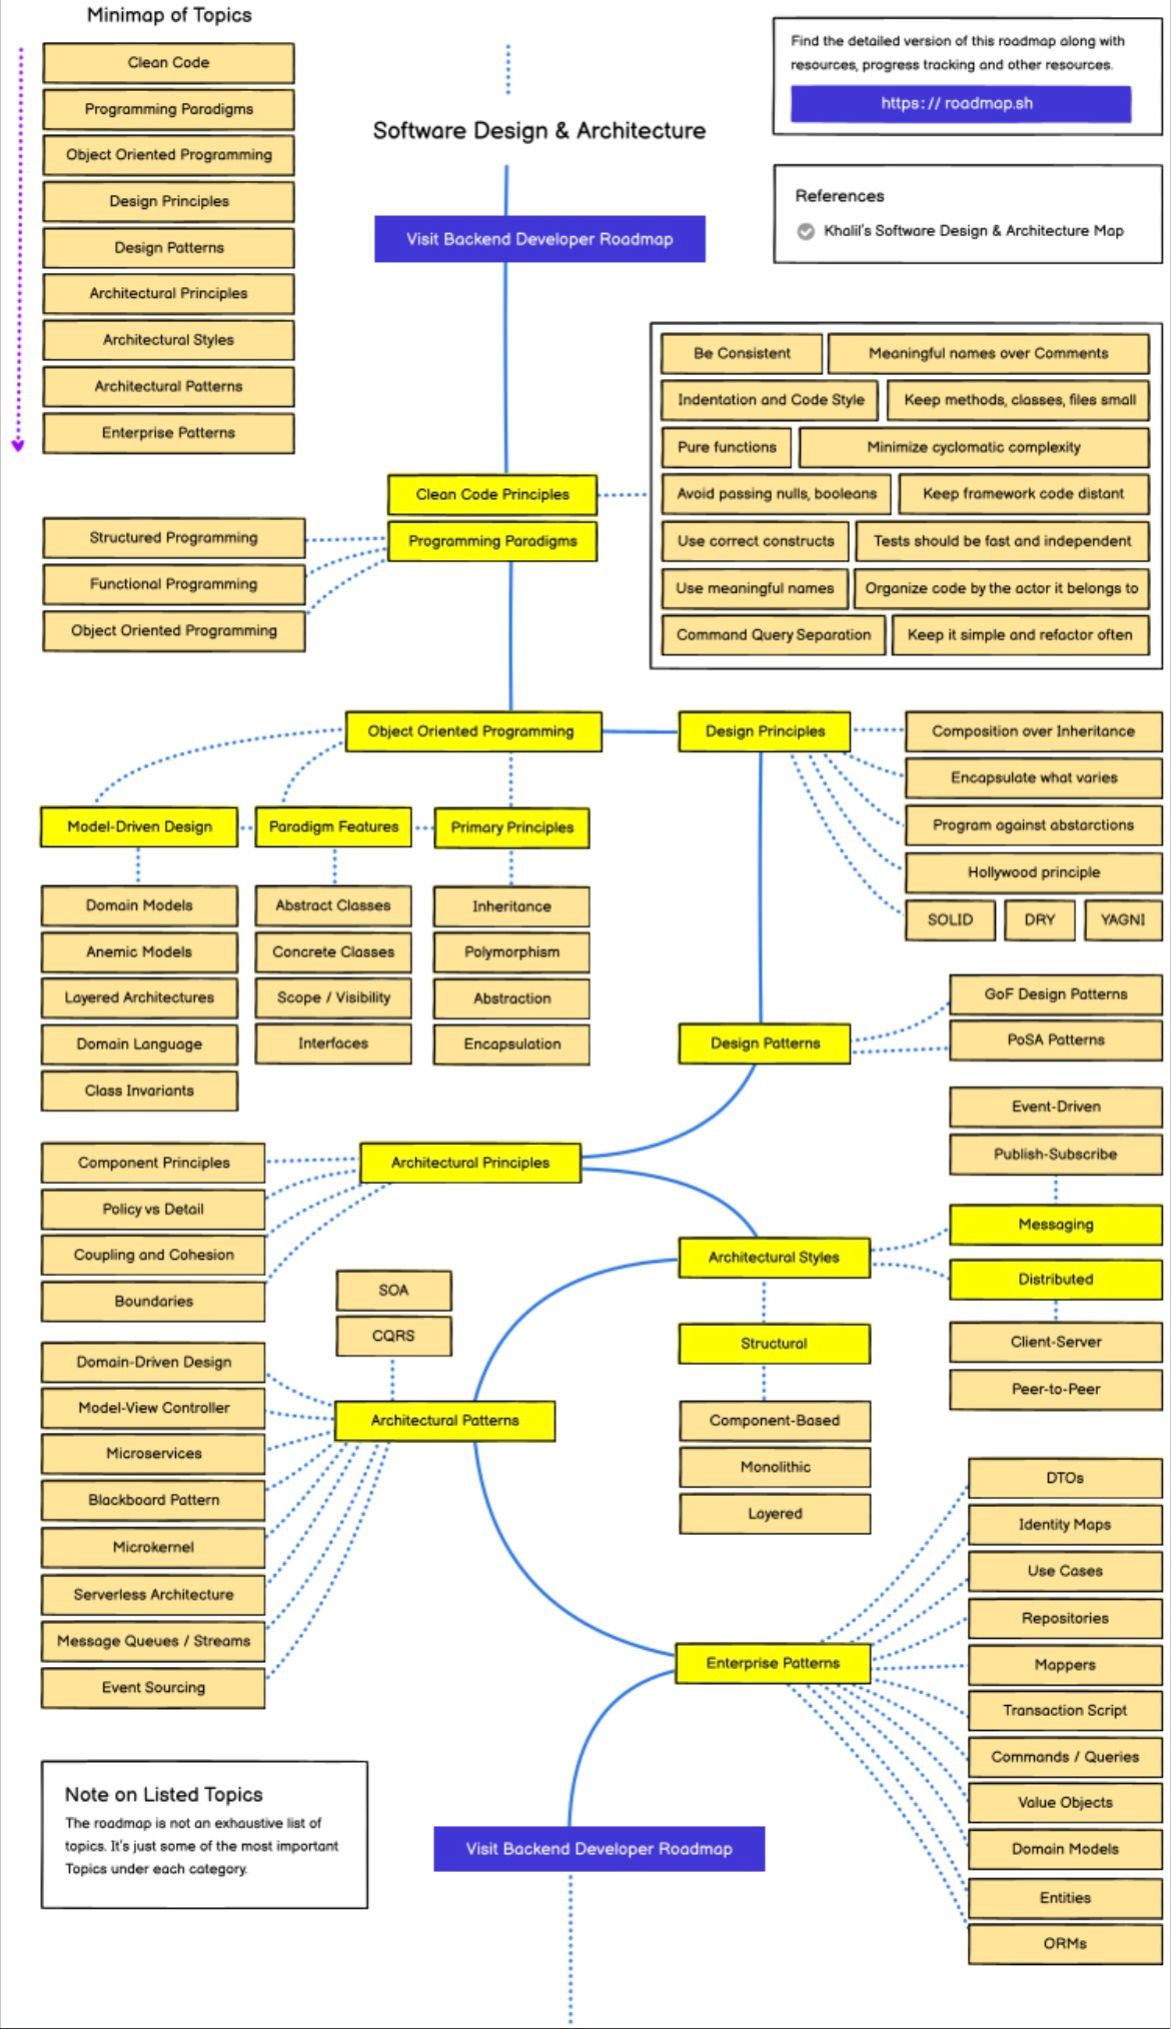 Minimap of Topics
Clean Code
Programming Paradigms
Object Oriented Programming
Design Principles
Design Patterns
Architectural Principles
Architectural Styles
Architectural Patterns
Enterprise Patterns
Software Design & Architecture
Visit Backend Developer Roadmap
Find the detailed version of this roadmap along with
resources, progress tracking and other resources.
https://roadmap.sh
References
Khalil's Software Design & Architecture Map
Clean Code Principles
Be Consistent
Meaningful names over Comments
Indentation and Code Style
Keep methods, classes, files small
Pure functions
Minimize cyclomatic complexity
Avoid passing nulls, booleans
Keep framework code distant
Use correct constructs
Tests should be fast and independent
Use meaningful names
Organize code by the actor it belongs to
Command Query Separation
Keep it simple and refactor often
Programming Paradigms
Structured Programming
Functional Programming
Object Oriented Programming
Object Oriented Programming
Model-Driven Design
Domain Models
Anemic Models
Layered Architectures
Domain Language
Class Invariants
Paradigm Features
Abstract Classes
Concrete Classes
Scope / Visibility
Interfaces
Primary Principles
Inheritance
Polymorphism
Abstraction
Encapsulation
Design Principles
Composition over Inheritance
Encapsulate what varies
Program against abstarctions
Hollywood principle
SOLID
DRY
YAGNI
Design Patterns
GoF Design Patterns
PoSA Patterns
Architectural Principles
Component Principles
Policy vs Detail
Coupling and Cohesion
Boundaries
Architectural Styles
Event-Driven
Publish-Subscribe
Messaging
Distributed
Client-Server
Peer-to-Peer
Structural
Component-Based
Monolithic
Layered
Architectural Patterns
SOA
CQRS
Domain-Driven Design
Model-View Controller
Microservices
Blackboard Pattern
Microkernel
Serverless Architecture
Message Queues / Streams
Event Sourcing
Enterprise Patterns
DTOs
Identity Maps
Use Cases
Repositories
Mappers
Transaction Script
Commands / Queries
Value Objects
Domain Models
Entities
ORMs
Note on Listed Topics
The roadmap is not an exhaustive list of
topics. It's just some of the most important
Topics under each category.
Visit Backend Developer Roadmap